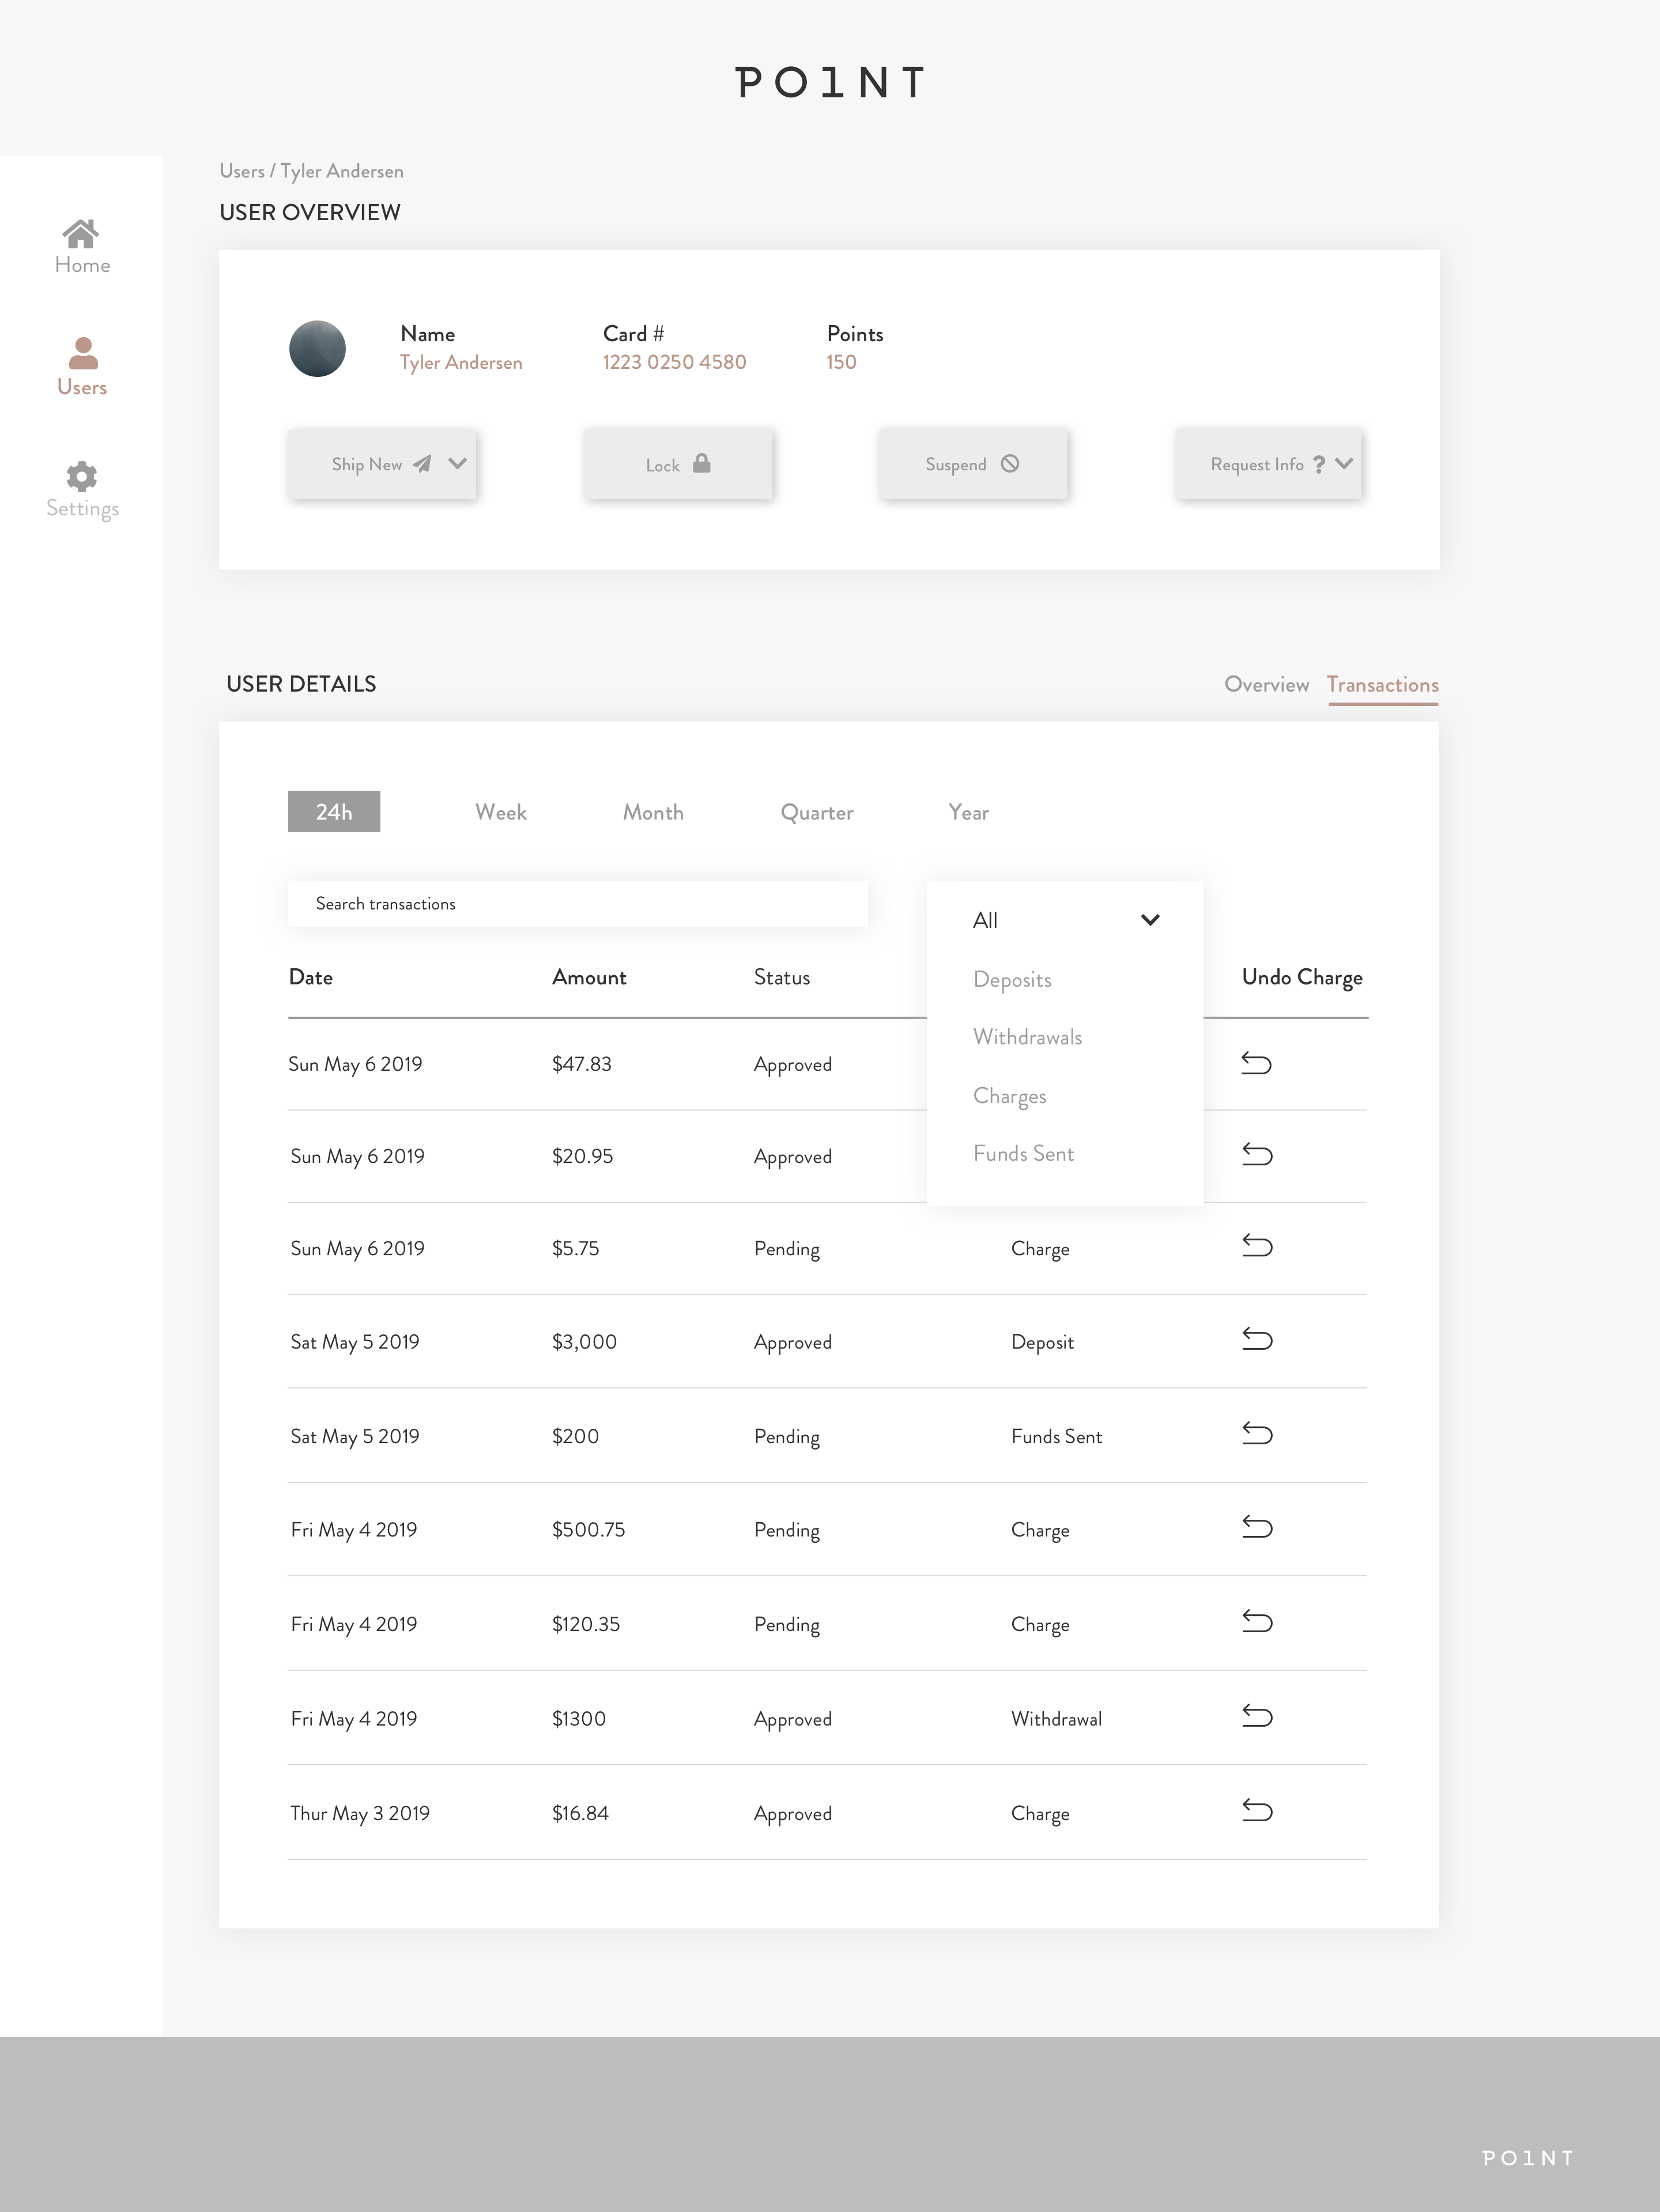 PO1NT
Users / Tyler Andersen
USER OVERVIEW
Home
Users
Settings
Name
Card #
Points
Tyler Andersen
1223 0250 4580
150
Ship New
Lock
Suspend
Request Info ?
USER DETAILS
Overview
Transactions
24h
Week
Month
Quarter
Year
Search transactions
All
Deposits
Withdrawals
Charges
Funds Sent
Date Amount Status Undo Charge
Sun May 6 2019 $47.83 Approved
Sun May 6 2019 $20.95 Approved
Sun May 6 2019 $5.75 Pending Charge
Sat May 5 2019 $3,000 Approved Deposit
Sat May 5 2019 $200 Pending Funds Sent
Fri May 4 2019 $500.75 Pending Charge
Fri May 4 2019 $120.35 Pending Charge
Fri May 4 2019 $1300 Approved Withdrawal
Thur May 3 2019 $16.84 Approved Charge
PO1NT